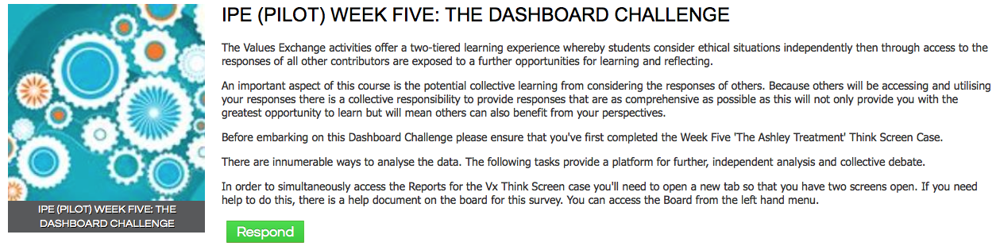 IPE (PILOT) WEEK FIVE: THE DASHBOARD CHALLENGE
The Values Exchange activities offer a two-tiered learning experience whereby students consider ethical situations independently then through access to the
responses of all other contributors are exposed to a further opportunities for learning and reflecting.
An important aspect of this course is the potential collective learning from considering the responses of others. Because others will be accessing and utilising
your responses there is a collective responsibility to provide responses that are as comprehensive as possible as this will not only provide you with the
greatest opportunity to learn but will mean others can also benefit from your perspectives.
Before embarking on this Dashboard Challenge please ensure that you've first completed the Week Five 'The Ashley Treatment' Think Screen Case.
There are innumerable ways to analyse the data. The following tasks provide a platform for further, independent analysis and collective debate.
In order to simultaneously access the Reports for the Vx Think Screen case you'll need to open a new tab so that you have two screens open. If you need
help to do this, there is a help document on the board for this survey. You can access the Board from the left hand menu.
IPE (PILOT) WEEK FIVE: THE
DASHBOARD CHALLENGE
Respond